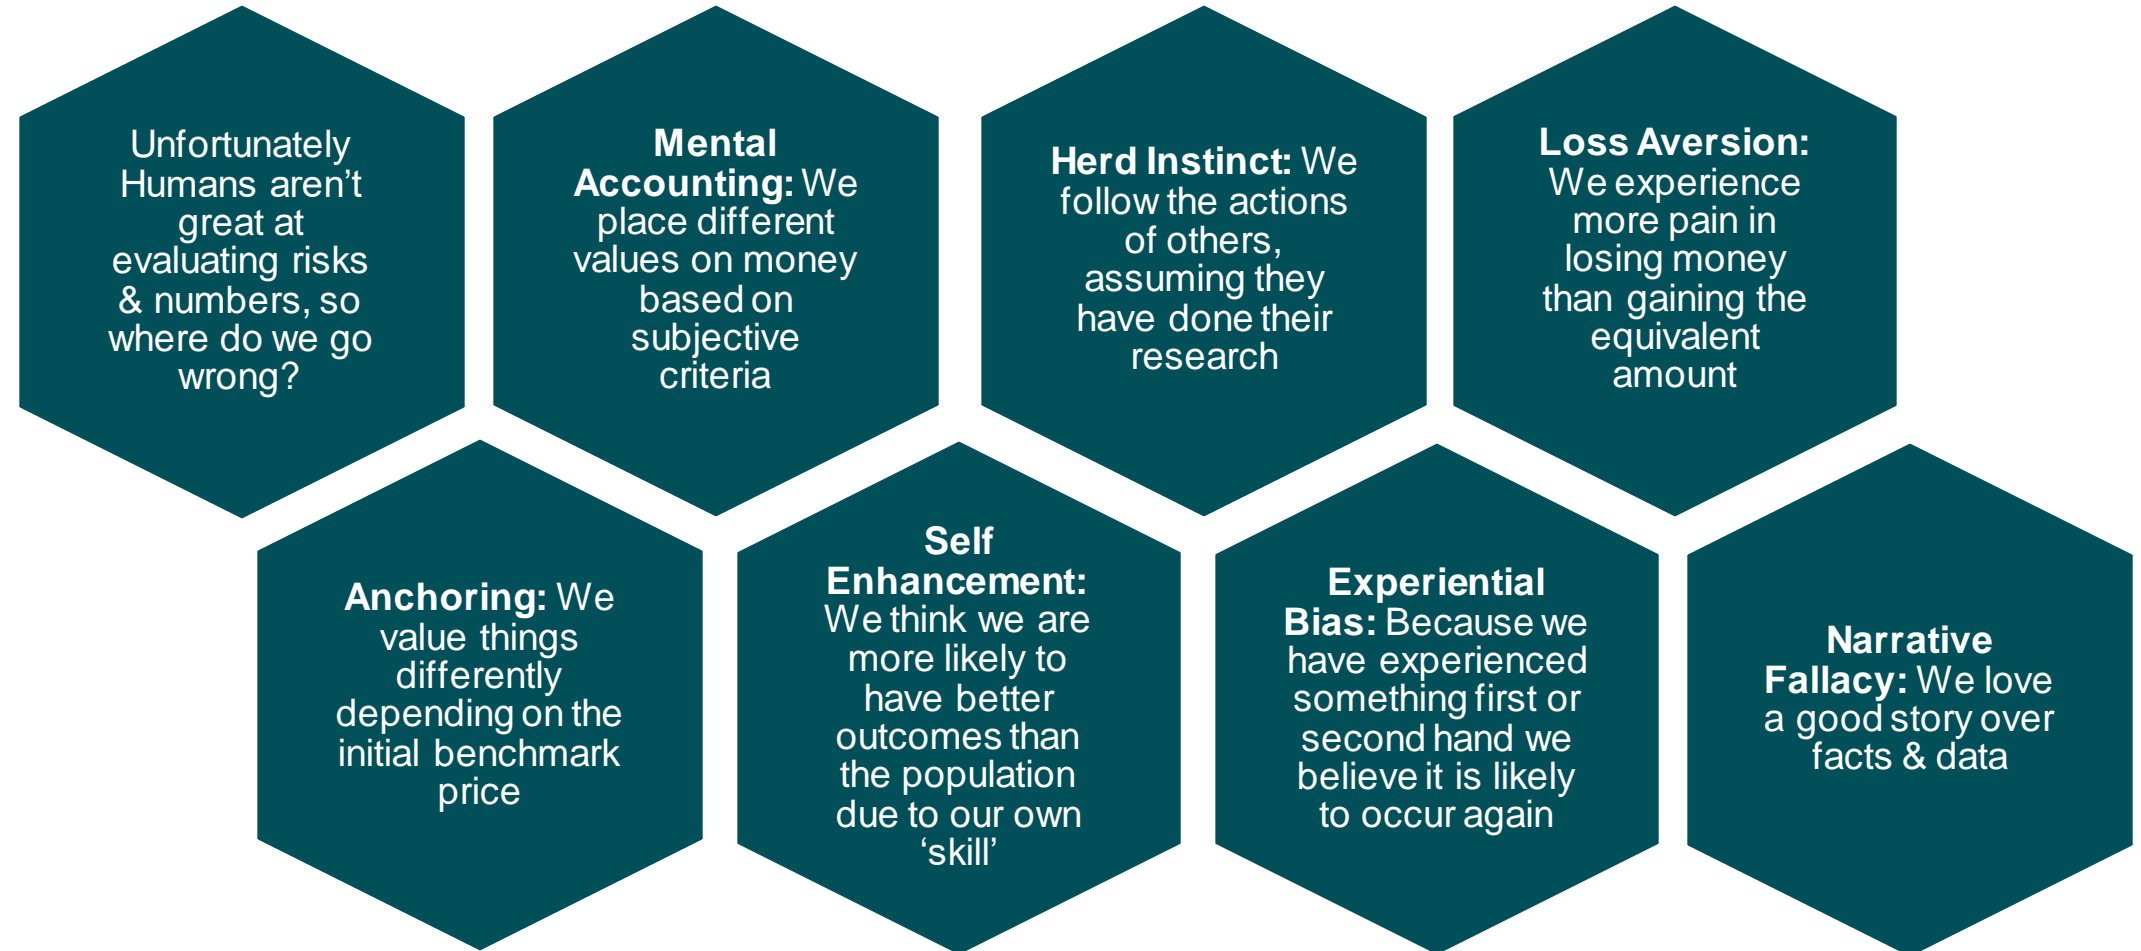 Unfortunately
Humans aren’t
great at
evaluating risks
& numbers, so
where do we go
wrong?
Mental
Accounting: We
place different
values on money
based on
subjective
criteria
Herd Instinct: We
follow the actions
of others,
assuming they
have done their
research
Loss Aversion:
We experience
more pain in
losing money
than gaining the
equivalent
amount
Anchoring: We
value things
differently
depending on the
initial benchmark
price
Self
Enhancement:
We think we are
more likely to
have better
outcomes than
the population
due to our own
‘skill’
Experiential
Bias: Because we
have experienced
something first or
second hand we
believe it is likely
to occur again
Narrative
Fallacy: We love
a good story over
facts & data